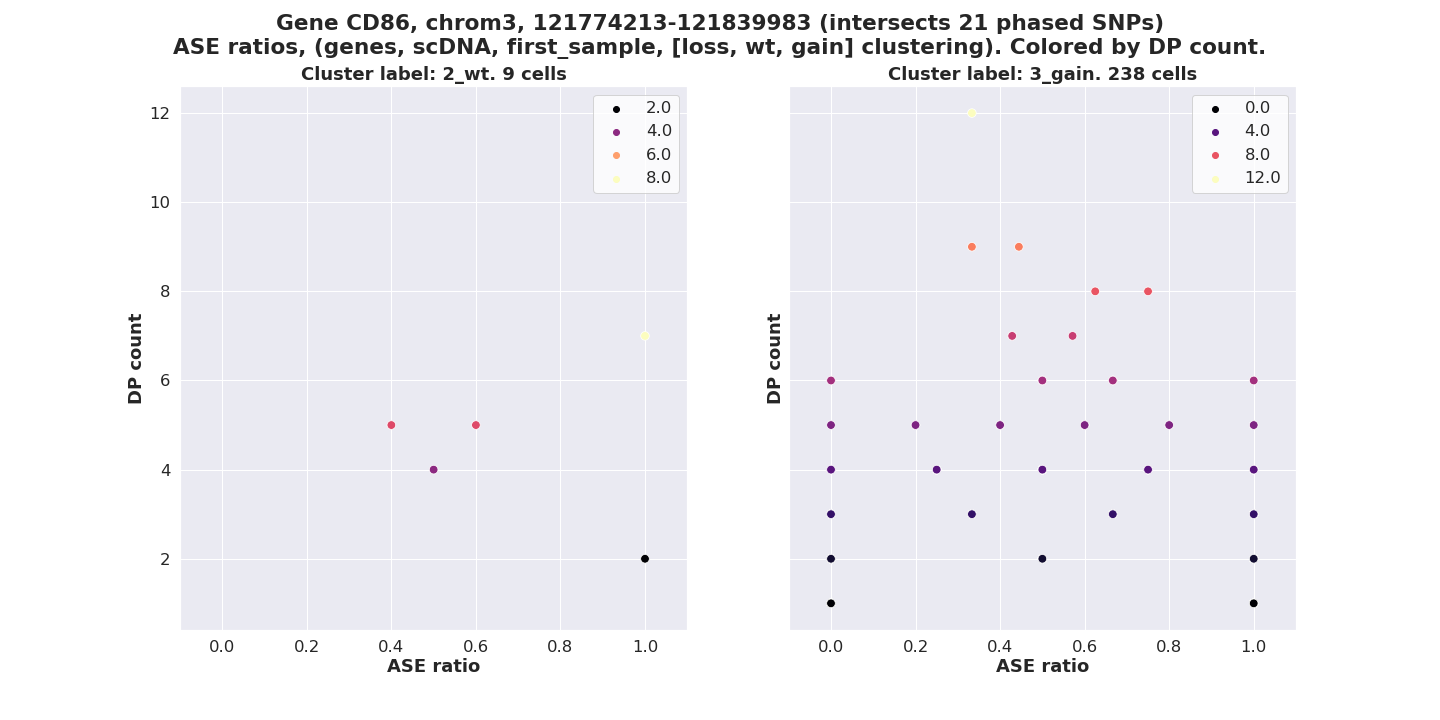 Gene CD86, chrom3, 121774213-121839983 (intersects 21 phased SNPs)
ASE ratios, (genes, scDNA, first_sample, [loss, wt, gain] clustering). Colored by DP count.
Cluster label: 2_wt. 9 cells
2.0
4.0
6.0
8.0
12
10
8
6
4
2
DP count
0.0 0.2 0.4 0.6 0.8 1.0
ASE ratio
Cluster label: 3_gain. 238 cells
0.0
4.0
8.0
12.0
DP count
0.0 0.2 0.4 0.6 0.8 1.0
ASE ratio